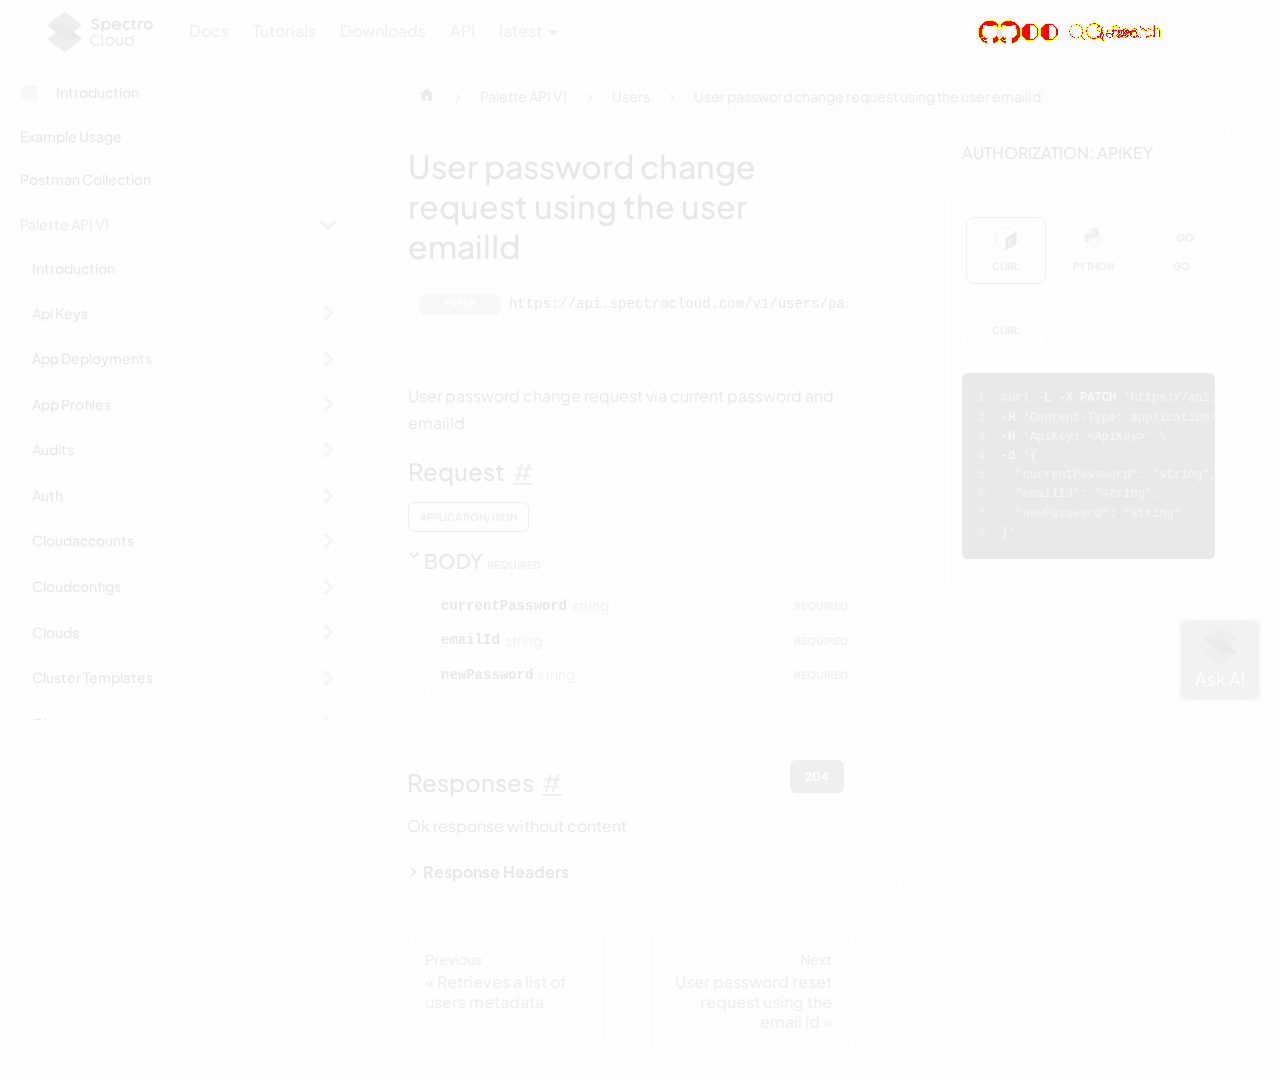 Spectro
Cloud
Docs
Tutorials
Downloads
API
latest
Introduction
Example Usage
Postman Collection
Palette API V1
Introduction
Api Keys
App Deployments
App Profiles
Audits
Auth
Cloudaccounts
Cloudconfigs
Clouds
Cluster Templates
Palette API V1
Users
User password change request using the user emailId
User password change
request using the user
emailId
PATCH
https://api.spectrocloud.com/v1/users/pa
User password change request via current password and
emailId
Request #
APPLICATION/JSON
BODY REQUIRED
currentPassword string REQUIRED
emailId string REQUIRED
newPassword string REQUIRED
Responses #
204
Ok response without content
Response Headers
Previous
« Retrieves a list of
users metadata
Next
User password reset
request using the
email id »
AUTHORIZATION: APIKEY
CURL
PYTHON
GO
CURL
1 curl -L -X PATCH 'https://api.
2 -H 'Content-Type: application/
3 -H 'ApiKey: <ApiKey>' \
4 -d '{
5 "currentPassword": "string",
6 "emailId": "string",
7 "newPassword": "string"
8 }'
Ask AI